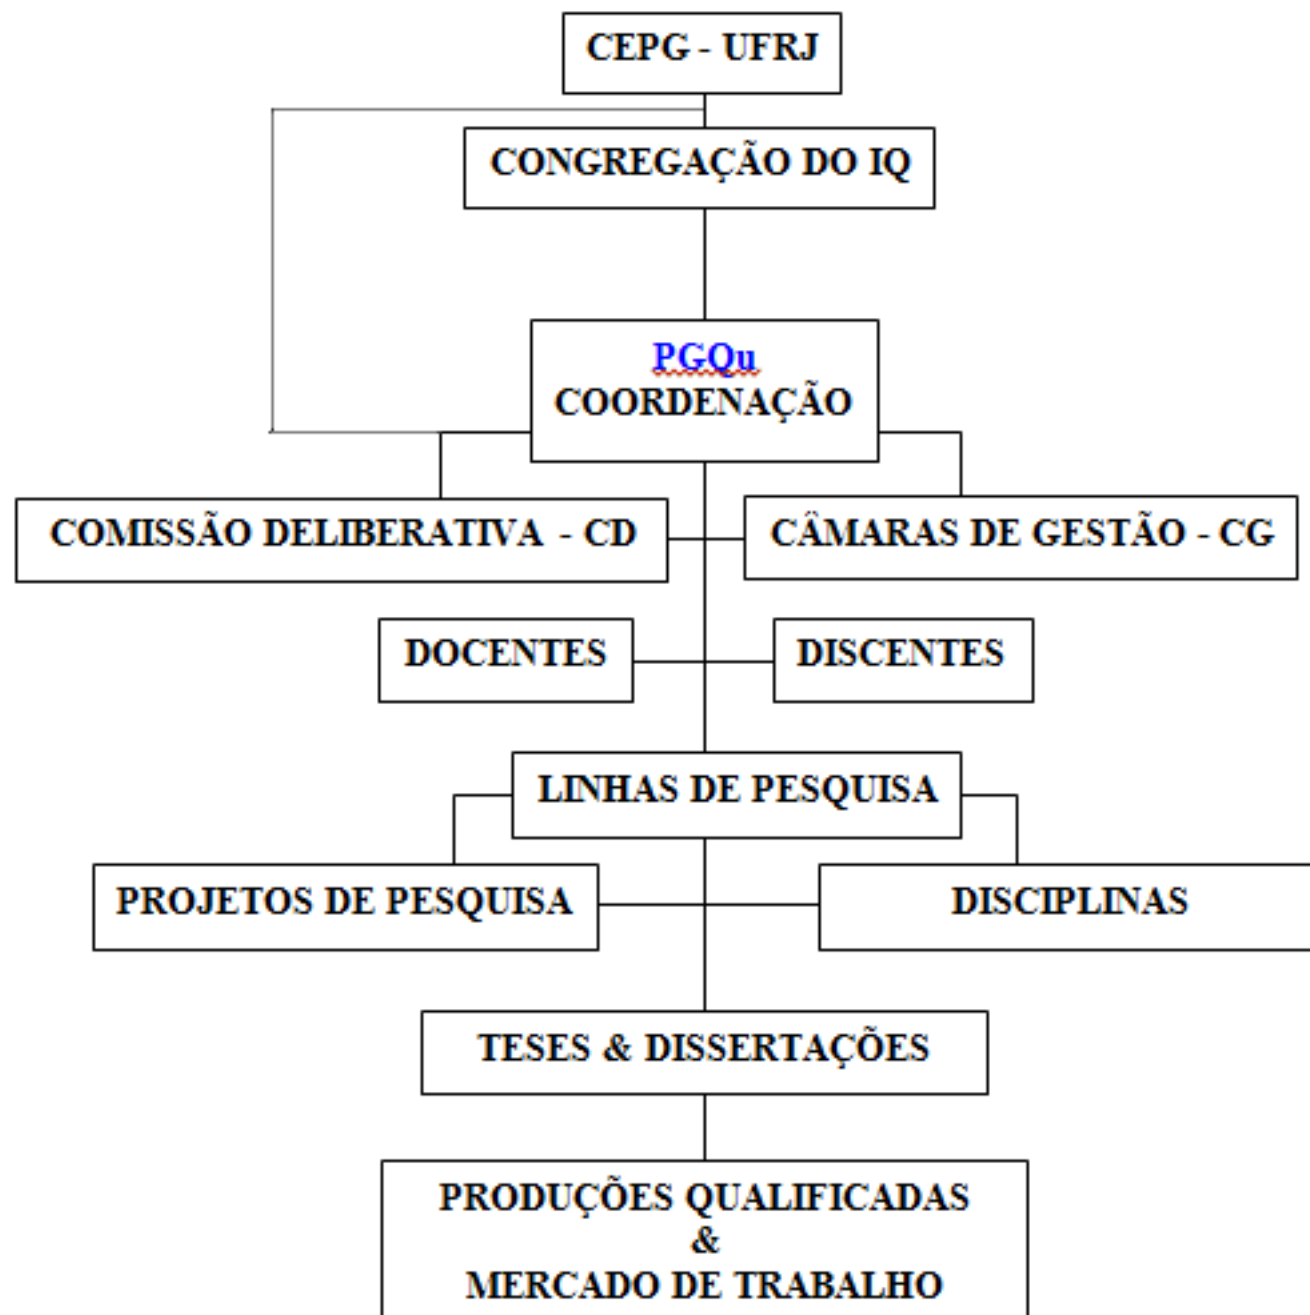 CEPG - UFRJ
CONGREGAÇÃO DO IQ
PGQu
COORDENAÇÃO
COMISSÃO DELIBERATIVA - CD
CÂMARAS DE GESTÃO - CG
DOCENTES
DISCENTES
LINHAS DE PESQUISA
PROJETOS DE PESQUISA
DISCIPLINAS
TESES & DISSERTAÇÕES
PRODUÇÕES QUALIFICADAS
&
MERCADO DE TRABALHO